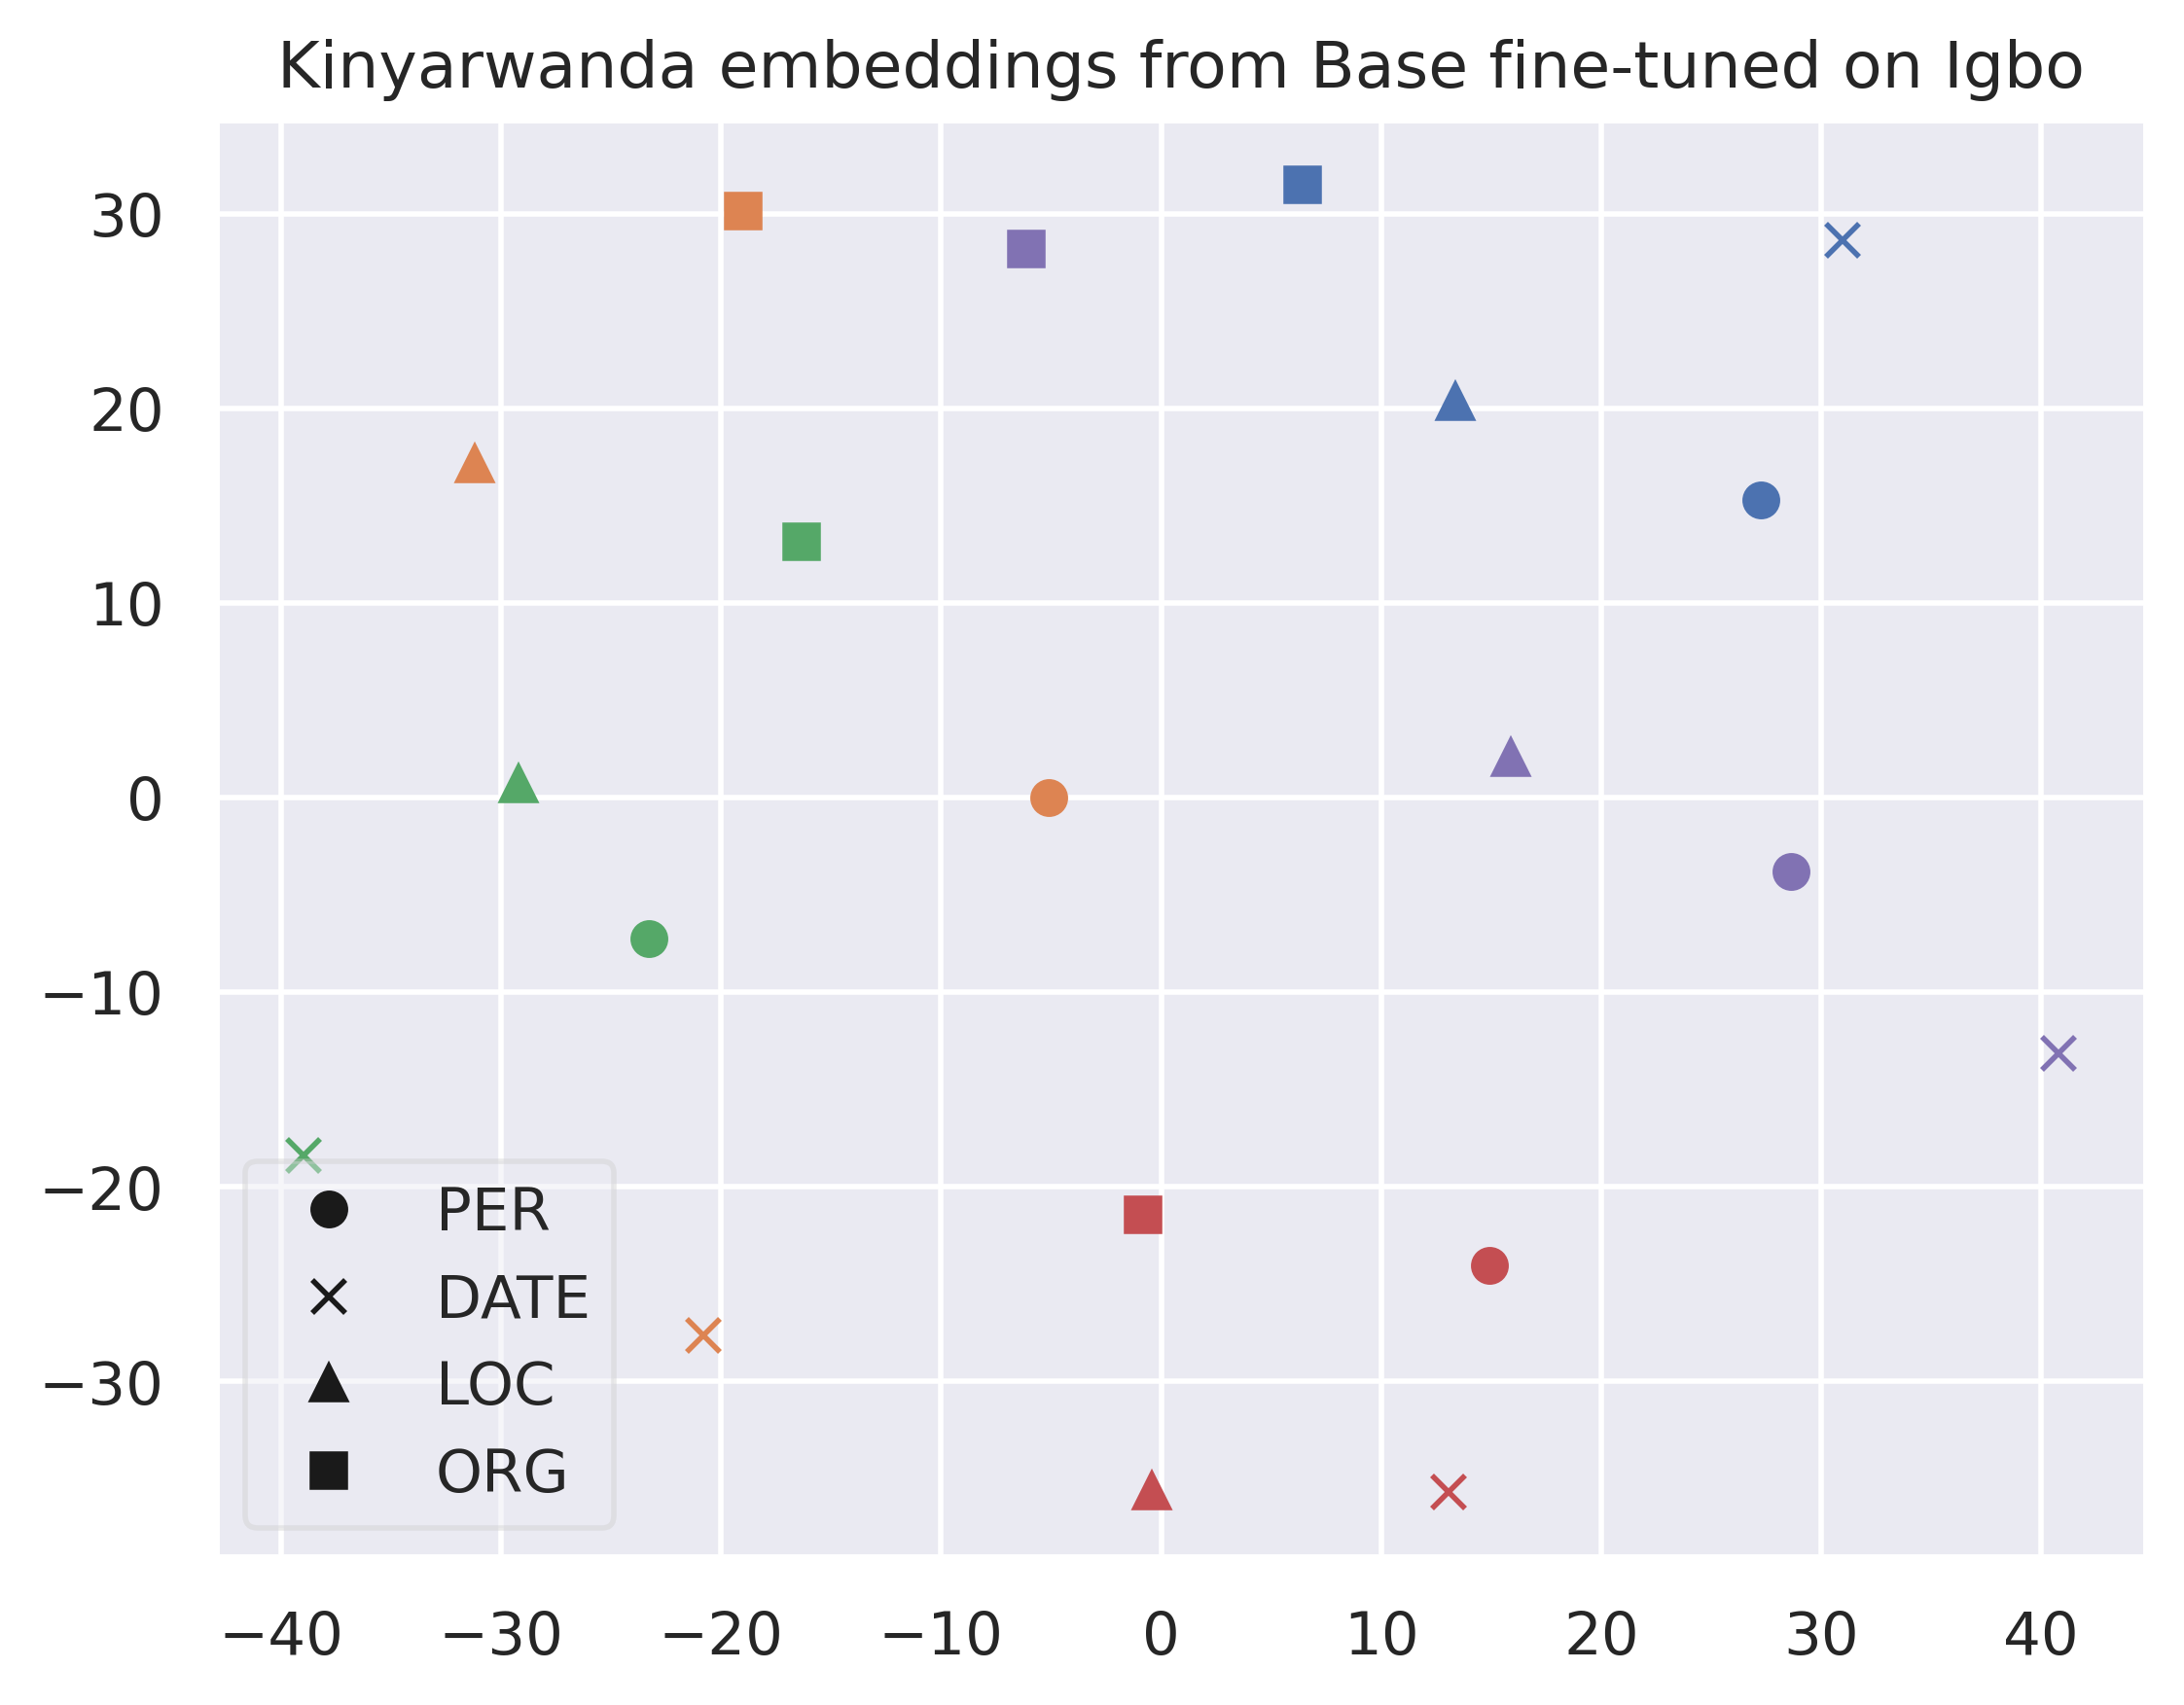 Kinyarwanda embeddings from Base fine-tuned on Igbo
30
20
10
0
−10
−20
−30
PER
DATE
LOC
ORG
−40 −30 −20 −10 0 10 20 30 40